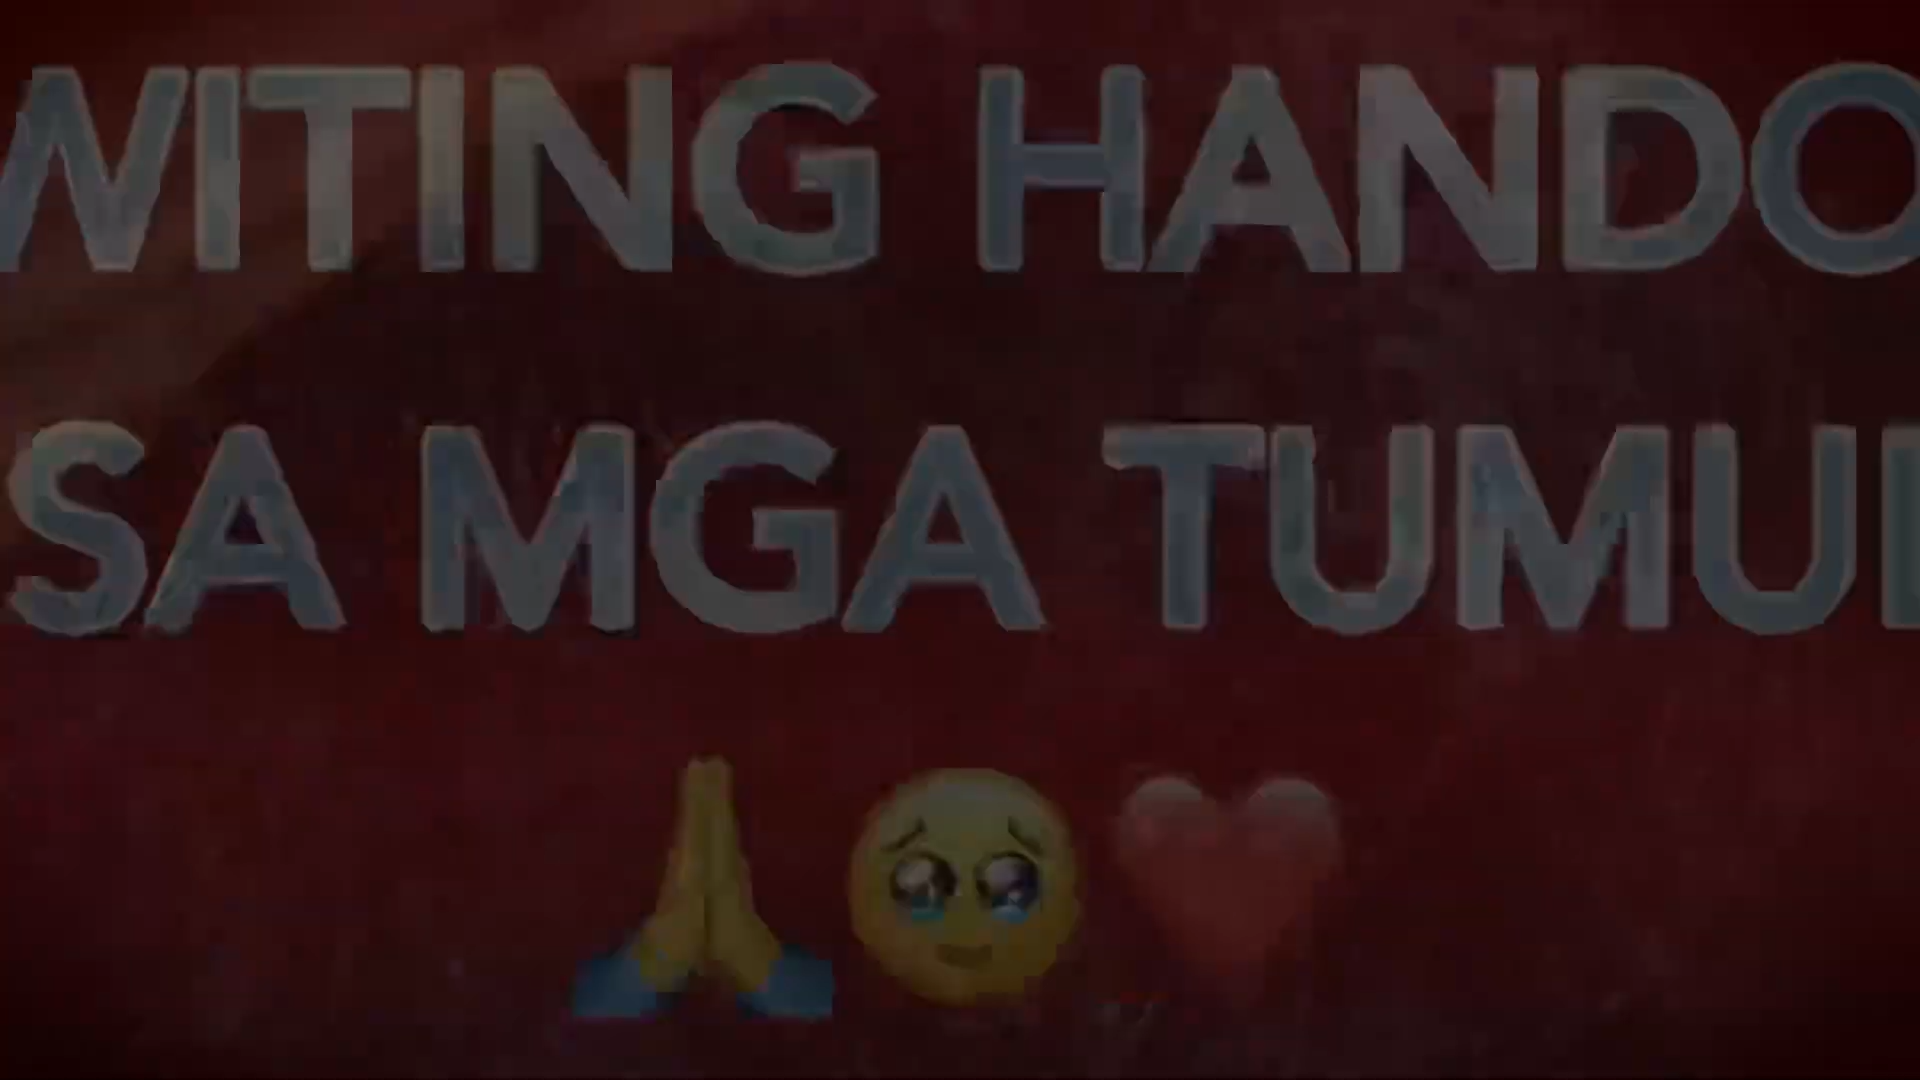 WITING HANDO
SA MGA TUMU
🙏🥹❤️